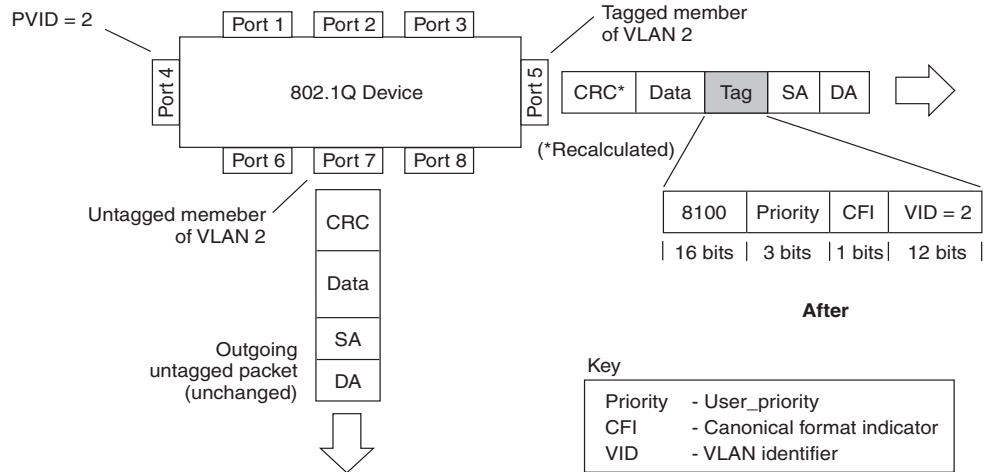 PVID = 2
Port 1
Port 2
Port 3
Tagged member
of VLAN 2
Port 4
802.1Q Device
Port 5
CRC*
Data
Tag
SA
DA
(*Recalculated)
Port 6
Port 7
Port 8
Untagged memeber
of VLAN 2
CRC
Data
SA
DA
8100
Priority
CFI
VID = 2
16 bits
3 bits
1 bits
12 bits
After
Outgoing
untagged packet
(unchanged)
Key
Priority - User_priority
CFI - Canonical format indicator
VID - VLAN identifier